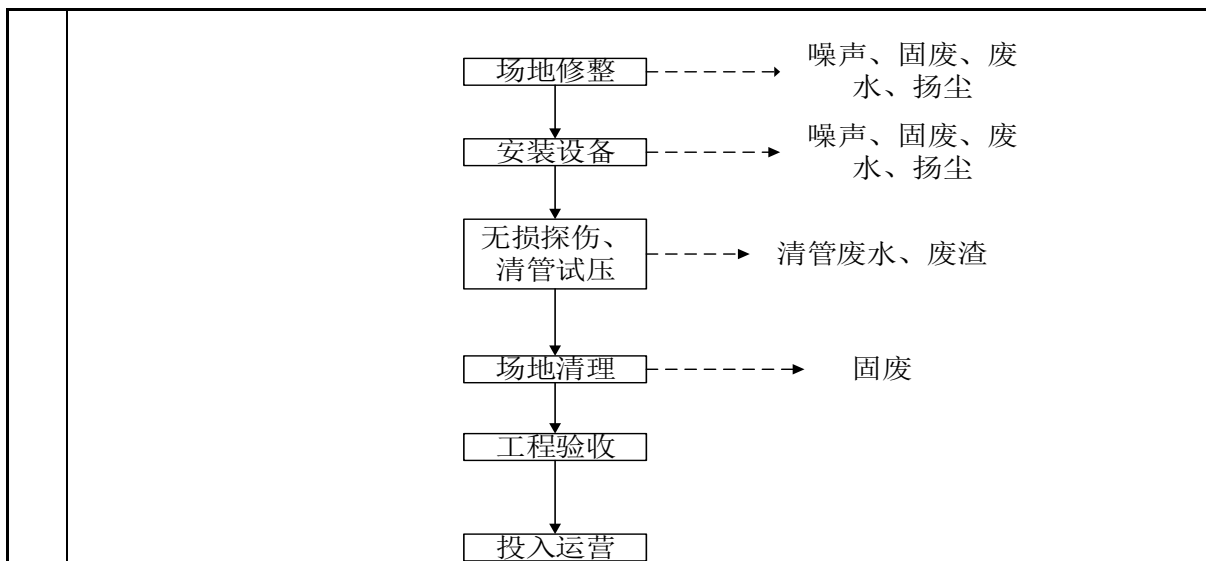 场地修整
噪声、固废、废
水、扬尘
安装设备
噪声、固废、废
水、扬尘
无损探伤、
清管试压
清管废水、废渣
场地清理
固废
工程验收
投入运营